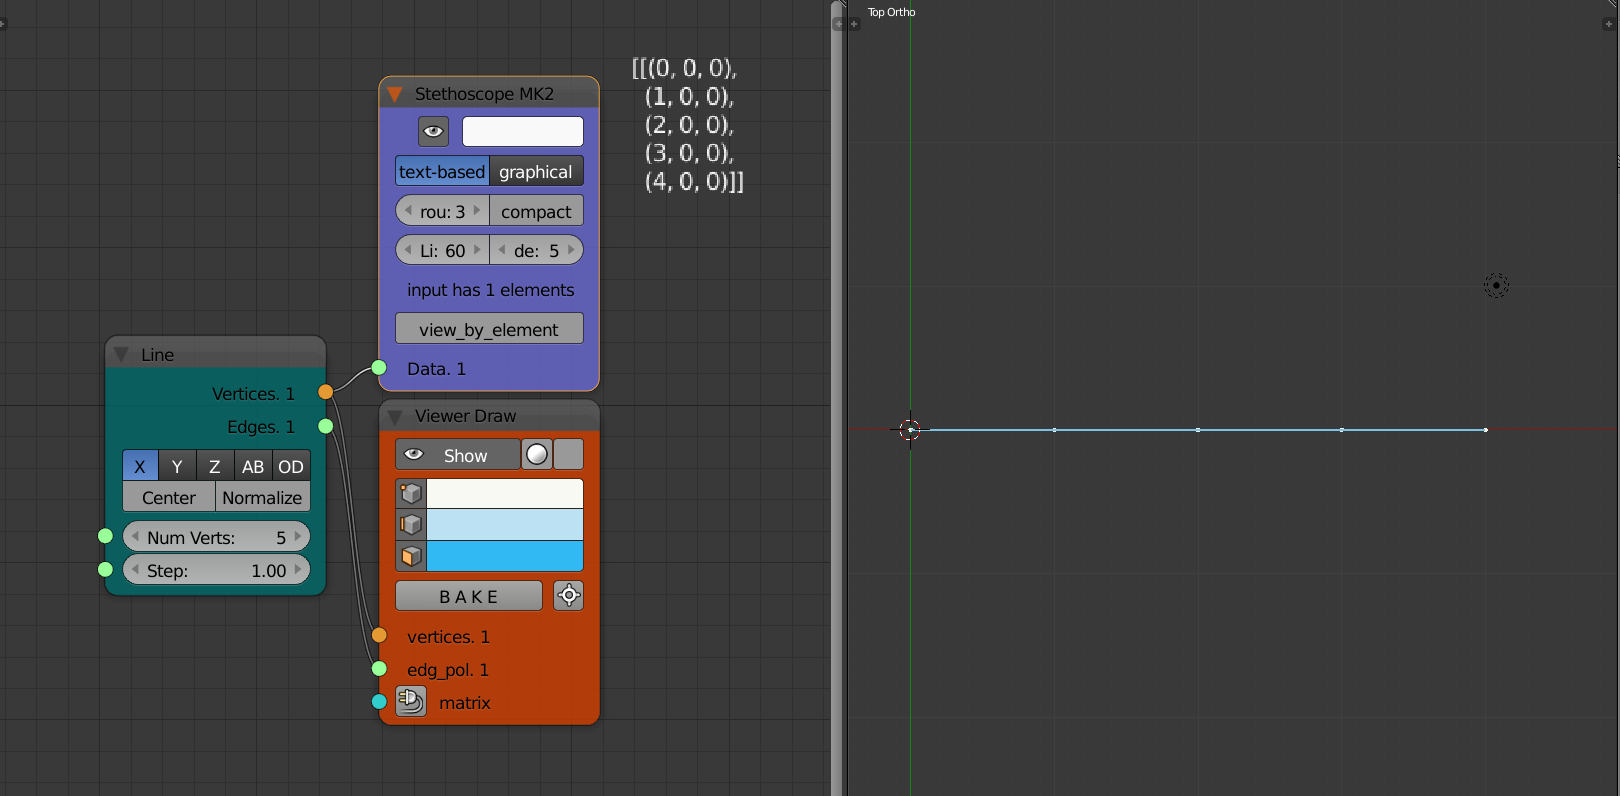 Top Ortho
[[(0, 0, 0),
(1, 0, 0),
(2, 0, 0),
(3, 0, 0),
(4, 0, 0)]]
Stethoscope MK2
text-based graphical
rou: 3 compact
Li: 60 de: 5
input has 1 elements
view_by_element
Data. 1
Line
Vertices. 1
Edges. 1
X Y Z AB OD
Center Normalize
Num Verts: 5
Step: 1.00
Viewer Draw
Show
B A K E
vertices. 1
edg_pol. 1
matrix